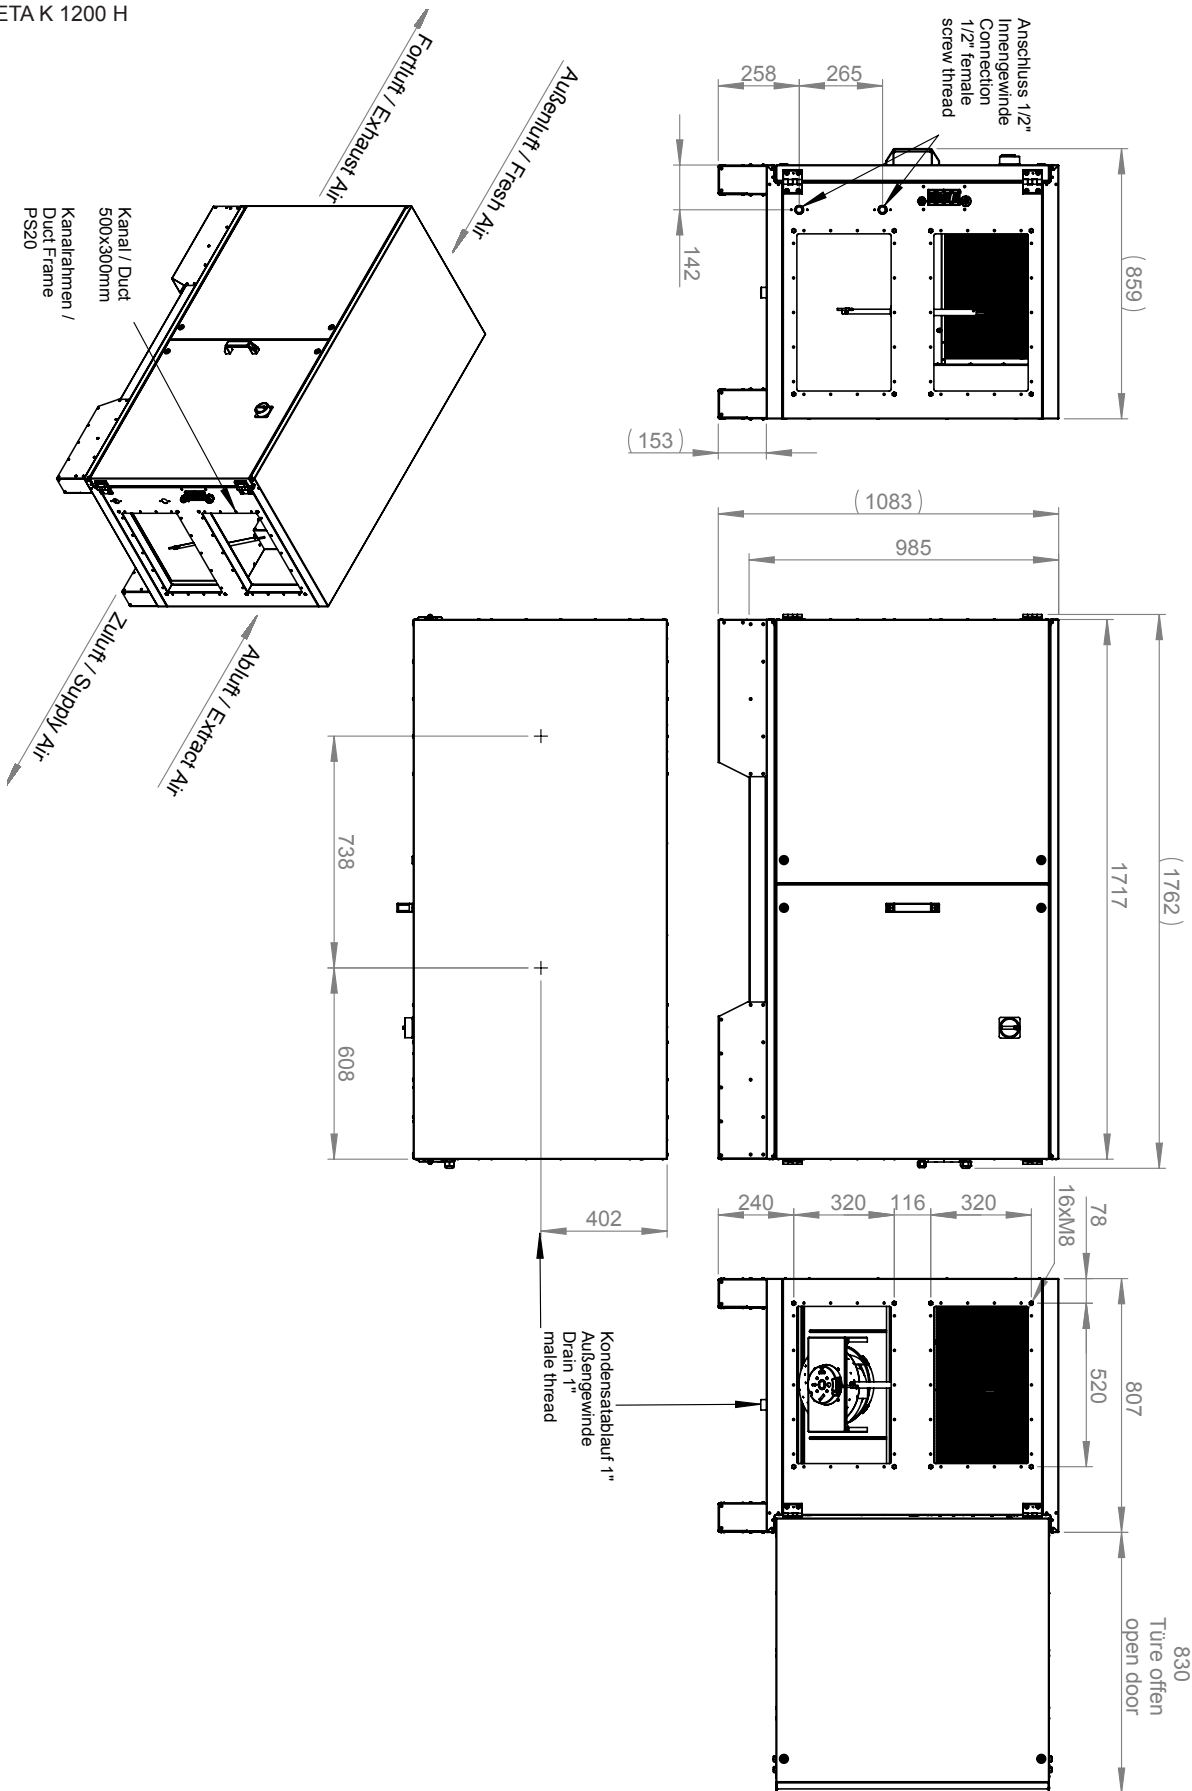 ETA K 1200 H
Anschluss 1/2"
Innengewinde
Connection
1/2" female
screw thread
258
265
142
(859)
(153)
Fortluft / Exhaust Air
Außenluft / Fresh Air
Kanal / Duct
500x300mm
Kanalrahmen /
Duct Frame
PS20
Zuluft / Supply Air
Abluft / Extract Air
(1083)
985
1717
(1762)
738
608
402
240
320
116
320
16xM8
78
520
807
Kondensatablauf 1"
Außengewinde
Drain 1"
male thread
830
Türe offen
open door